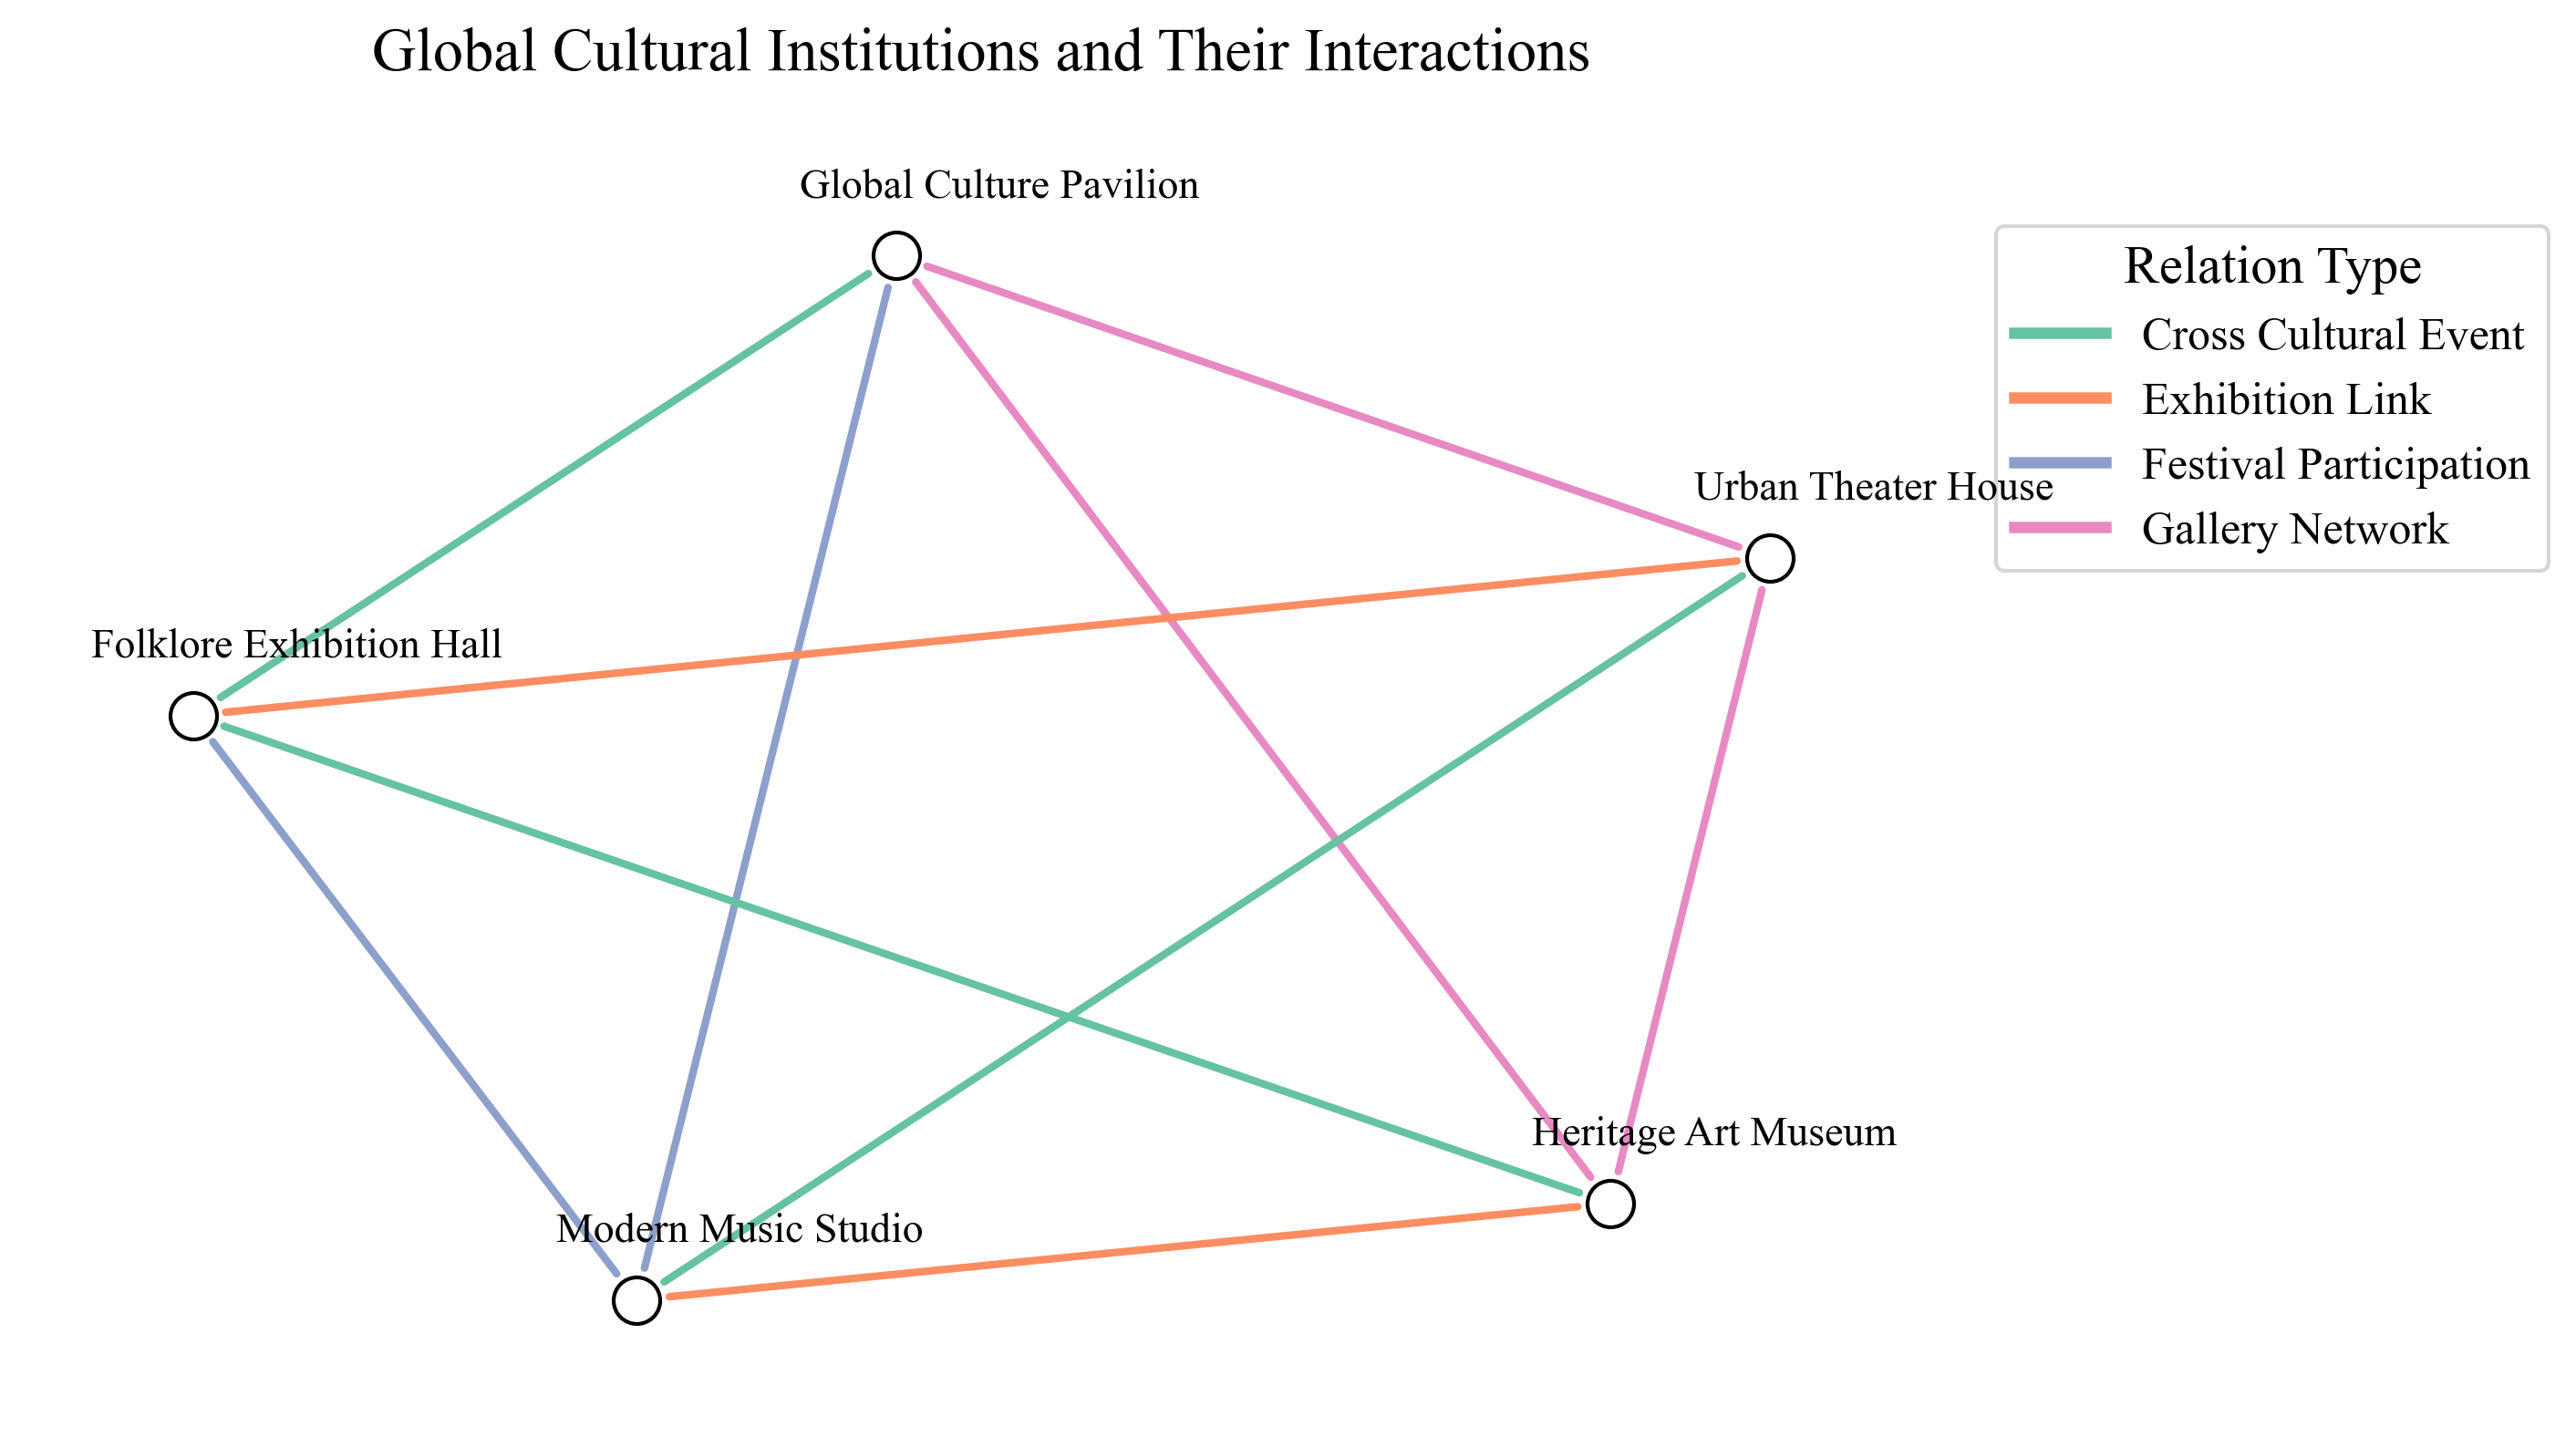 Global Cultural Institutions and Their Interactions
Global Culture Pavilion
Urban Theater House
Folklore Exhibition Hall
Heritage Art Museum
Modern Music Studio
Relation Type
Cross Cultural Event
Exhibition Link
Festival Participation
Gallery Network